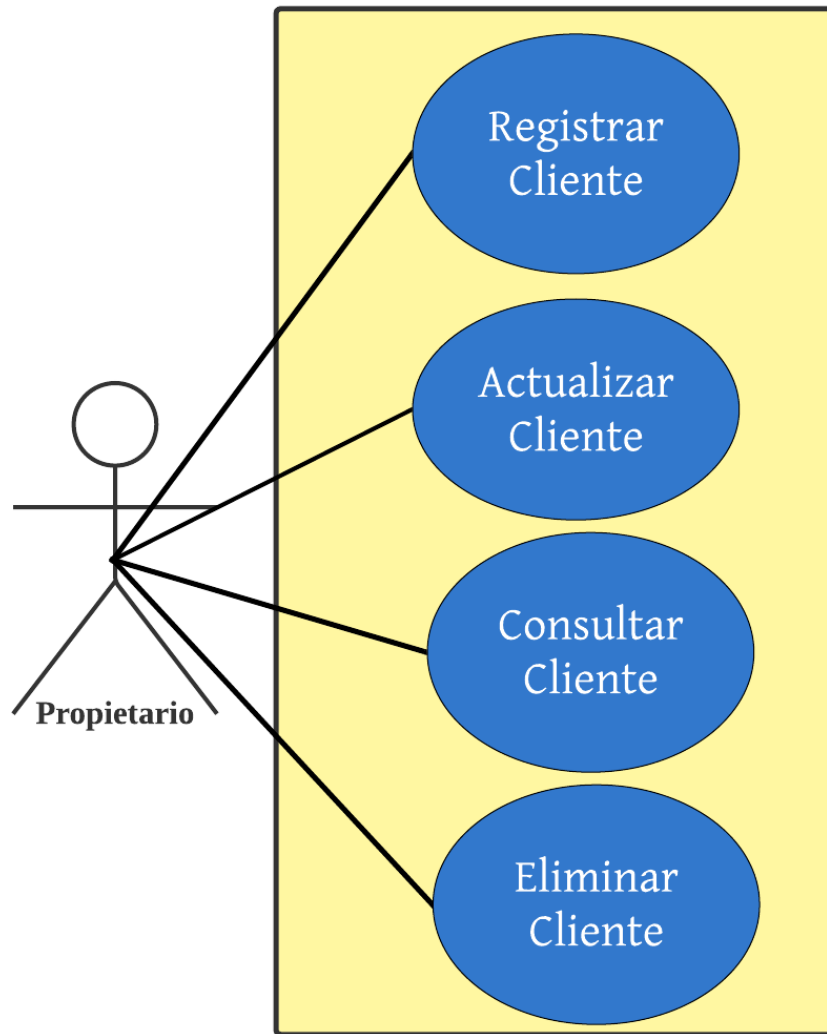 Registrar
Cliente
Actualizar
Cliente
Consultar
Cliente
Propietario
Eliminar
Cliente